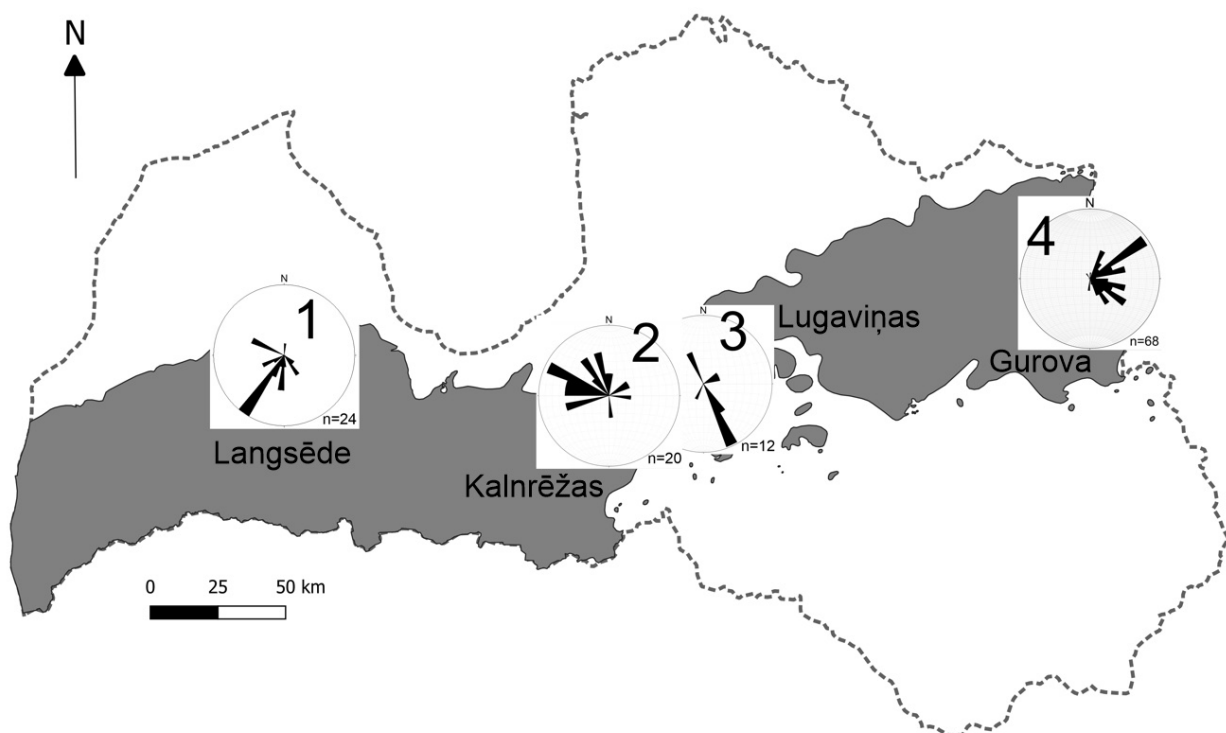 N
N
4
n=68
N
1
n=24
Langsēde
N
2
n=20
Kalnrēžas
N
3
n=12
Lugaviņas
Gurova
0 25 50 km